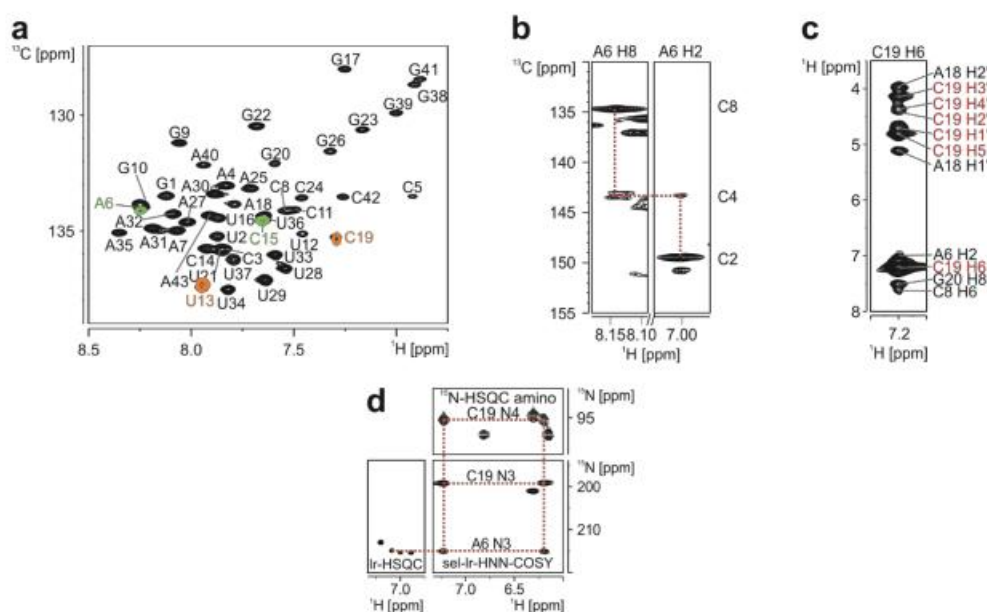 a
¹³C [ppm]
130
135
8.5
8.0
7.5
¹H [ppm]
G17
G41
G38
G39
G22
G23
G9
G26
A40
G20
G10
A4
A30
A25
G1
C8
C24
C42
C5
A6
A27
A18
C11
A32
U16
U36
U12
C19
A35
A31
A7
U2
C15
U33
C14
C3
A43
U21
U37
U28
U13
U34
U29
b
A6 H8
A6 H2
¹³C [ppm]
135
140
145
150
155
C8
C4
C2
8.15
8.10
7.00
¹H [ppm]
c
C19 H6
¹H [ppm]
4
5
6
7
8
A18 H2'
C19 H3'
C19 H4'
C19 H2'
C19 H1'
C19 H5
A18 H1'
A6 H2
C19 H6
G20 H8
C8 H6
7.2
¹H [ppm]
d
¹⁵N-HSQC amino
C19 N4
¹⁵N [ppm]
95
C19 N3
¹⁵N [ppm]
200
210
A6 N3
lr-HSQC
sel-lr-HNN-COSY
7.0
¹H [ppm]
7.0
6.5
¹H [ppm]